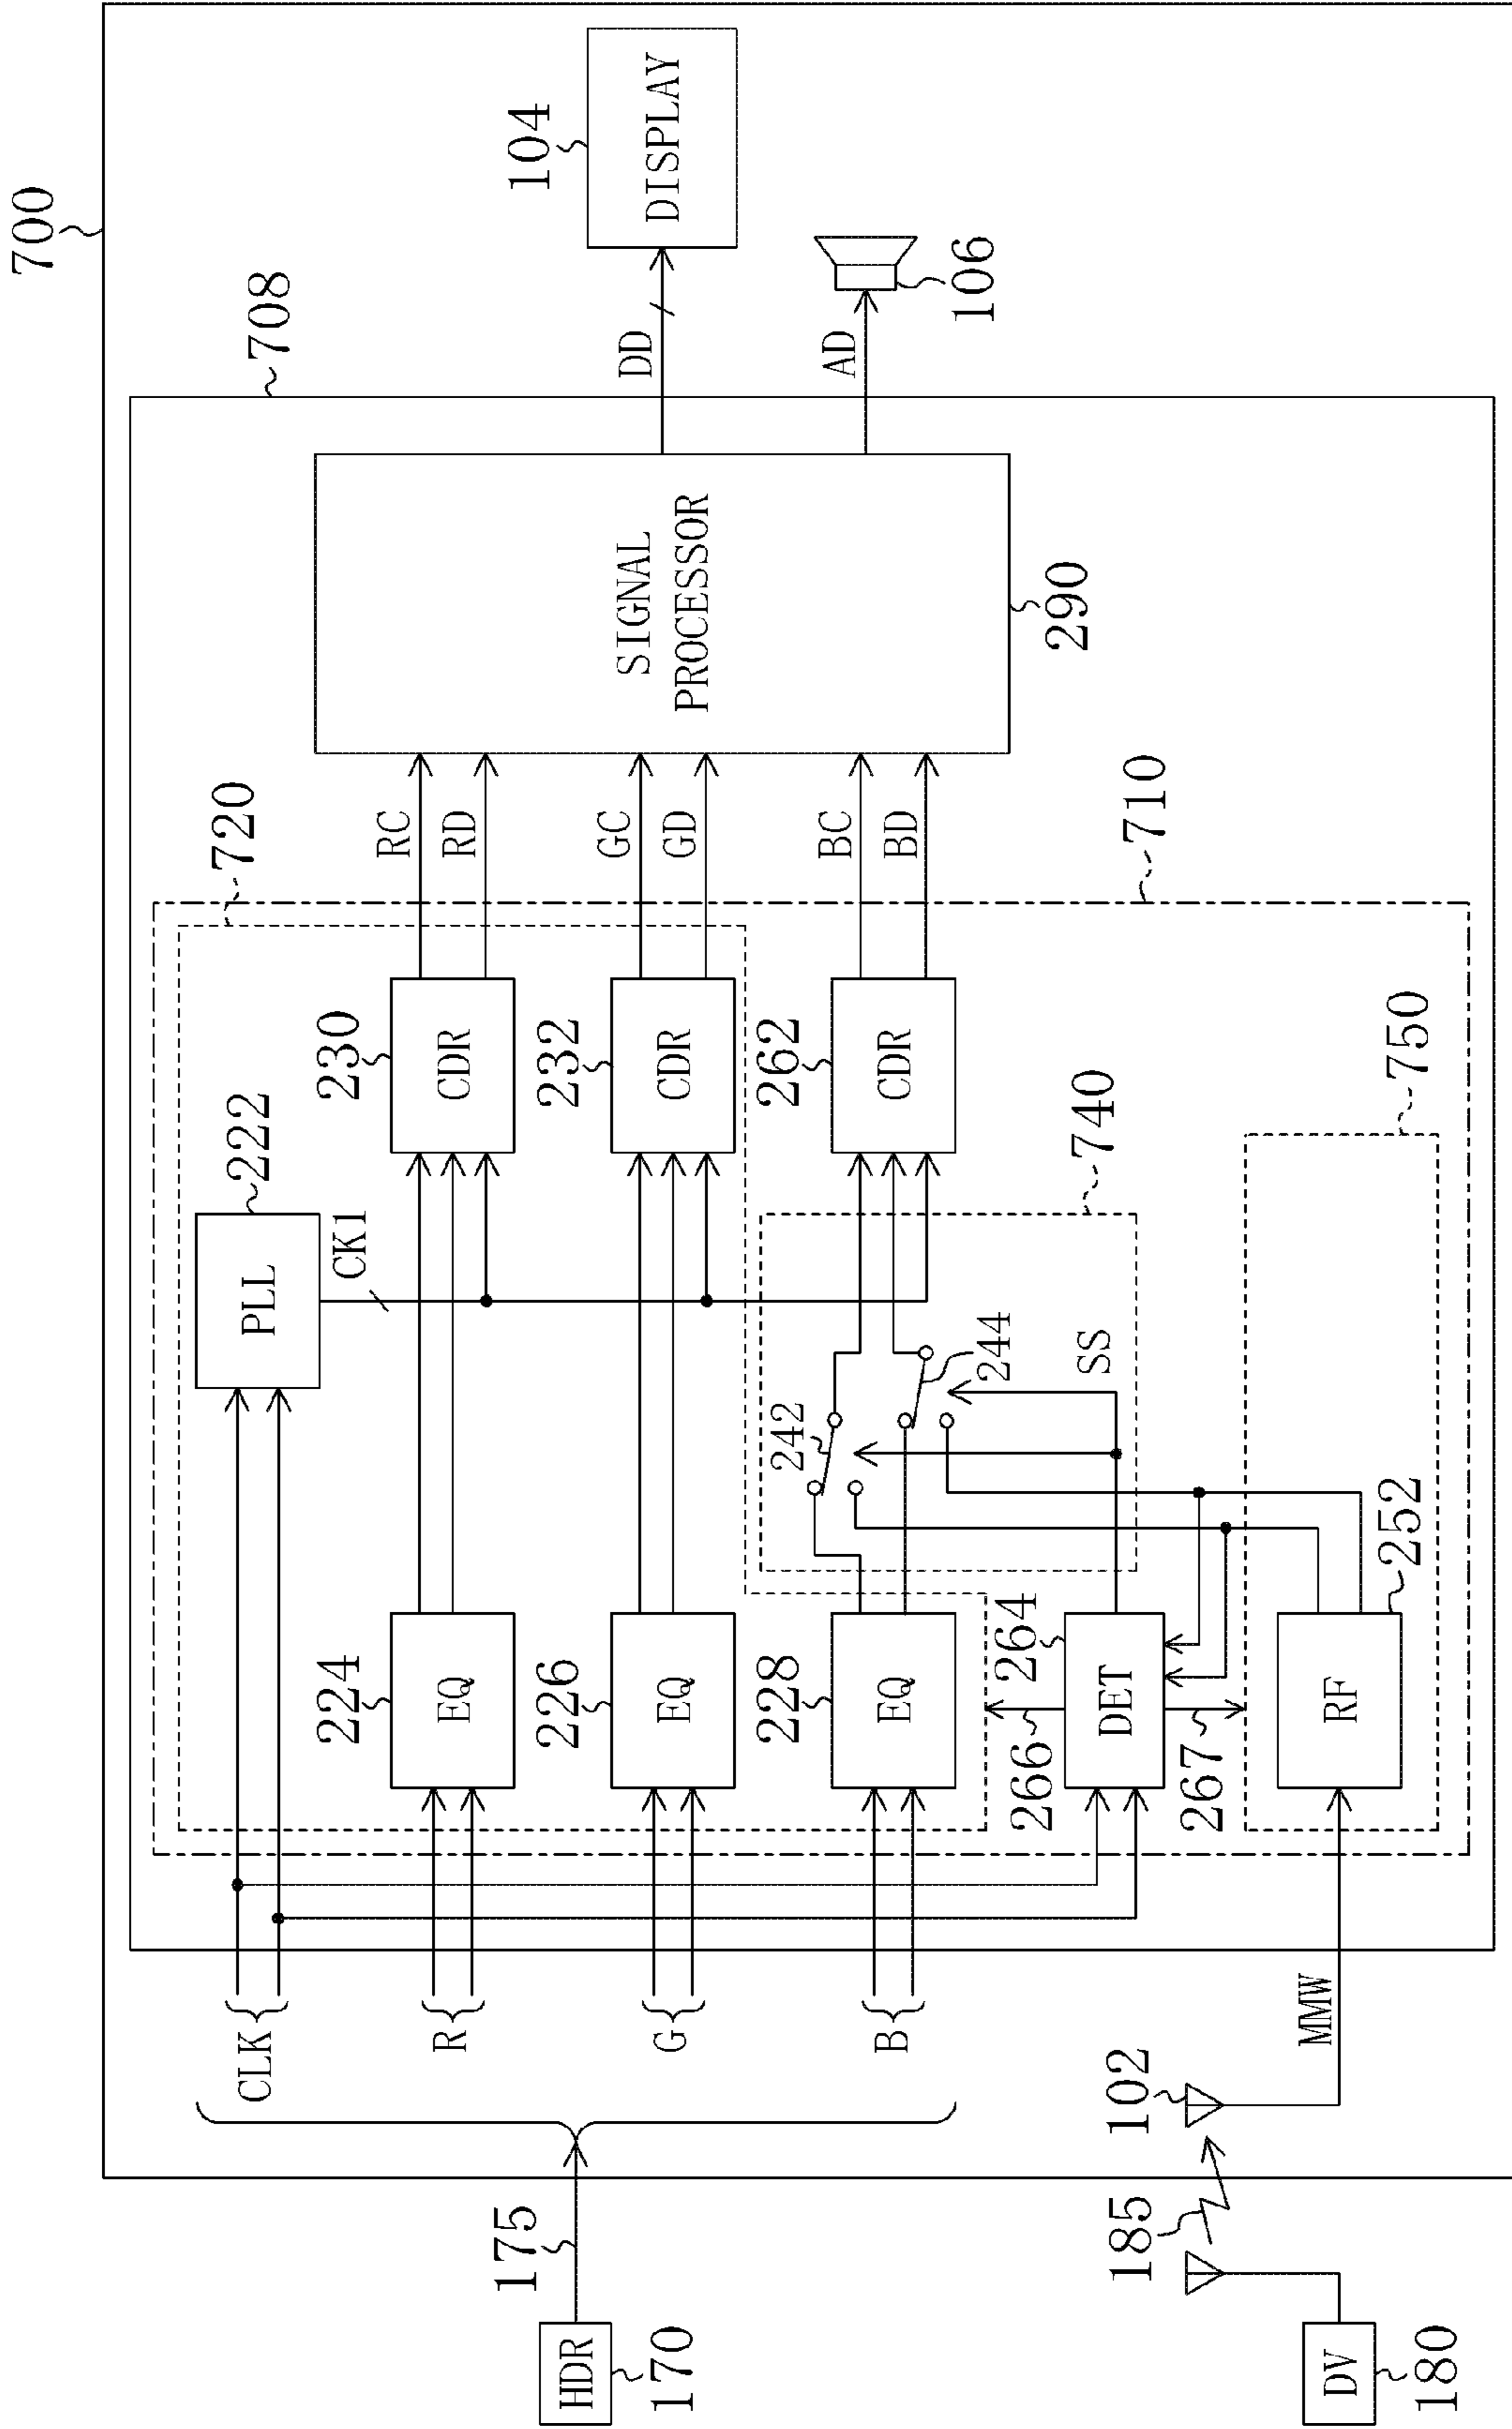 700
708
720
222
PLL
CK1
CLK
224
EQ
230
CDR
RC
RD
R
226
EQ
232
CDR
GC
GD
G
228
EQ
262
CDR
BC
BD
B
242
244
SS
740
264
DET
266
267
750
RF
252
710
SIGNAL
PROCESSOR
290
DD
AD
104
DISPLAY
106
175
HDR
170
102
MMW
185
DV
180